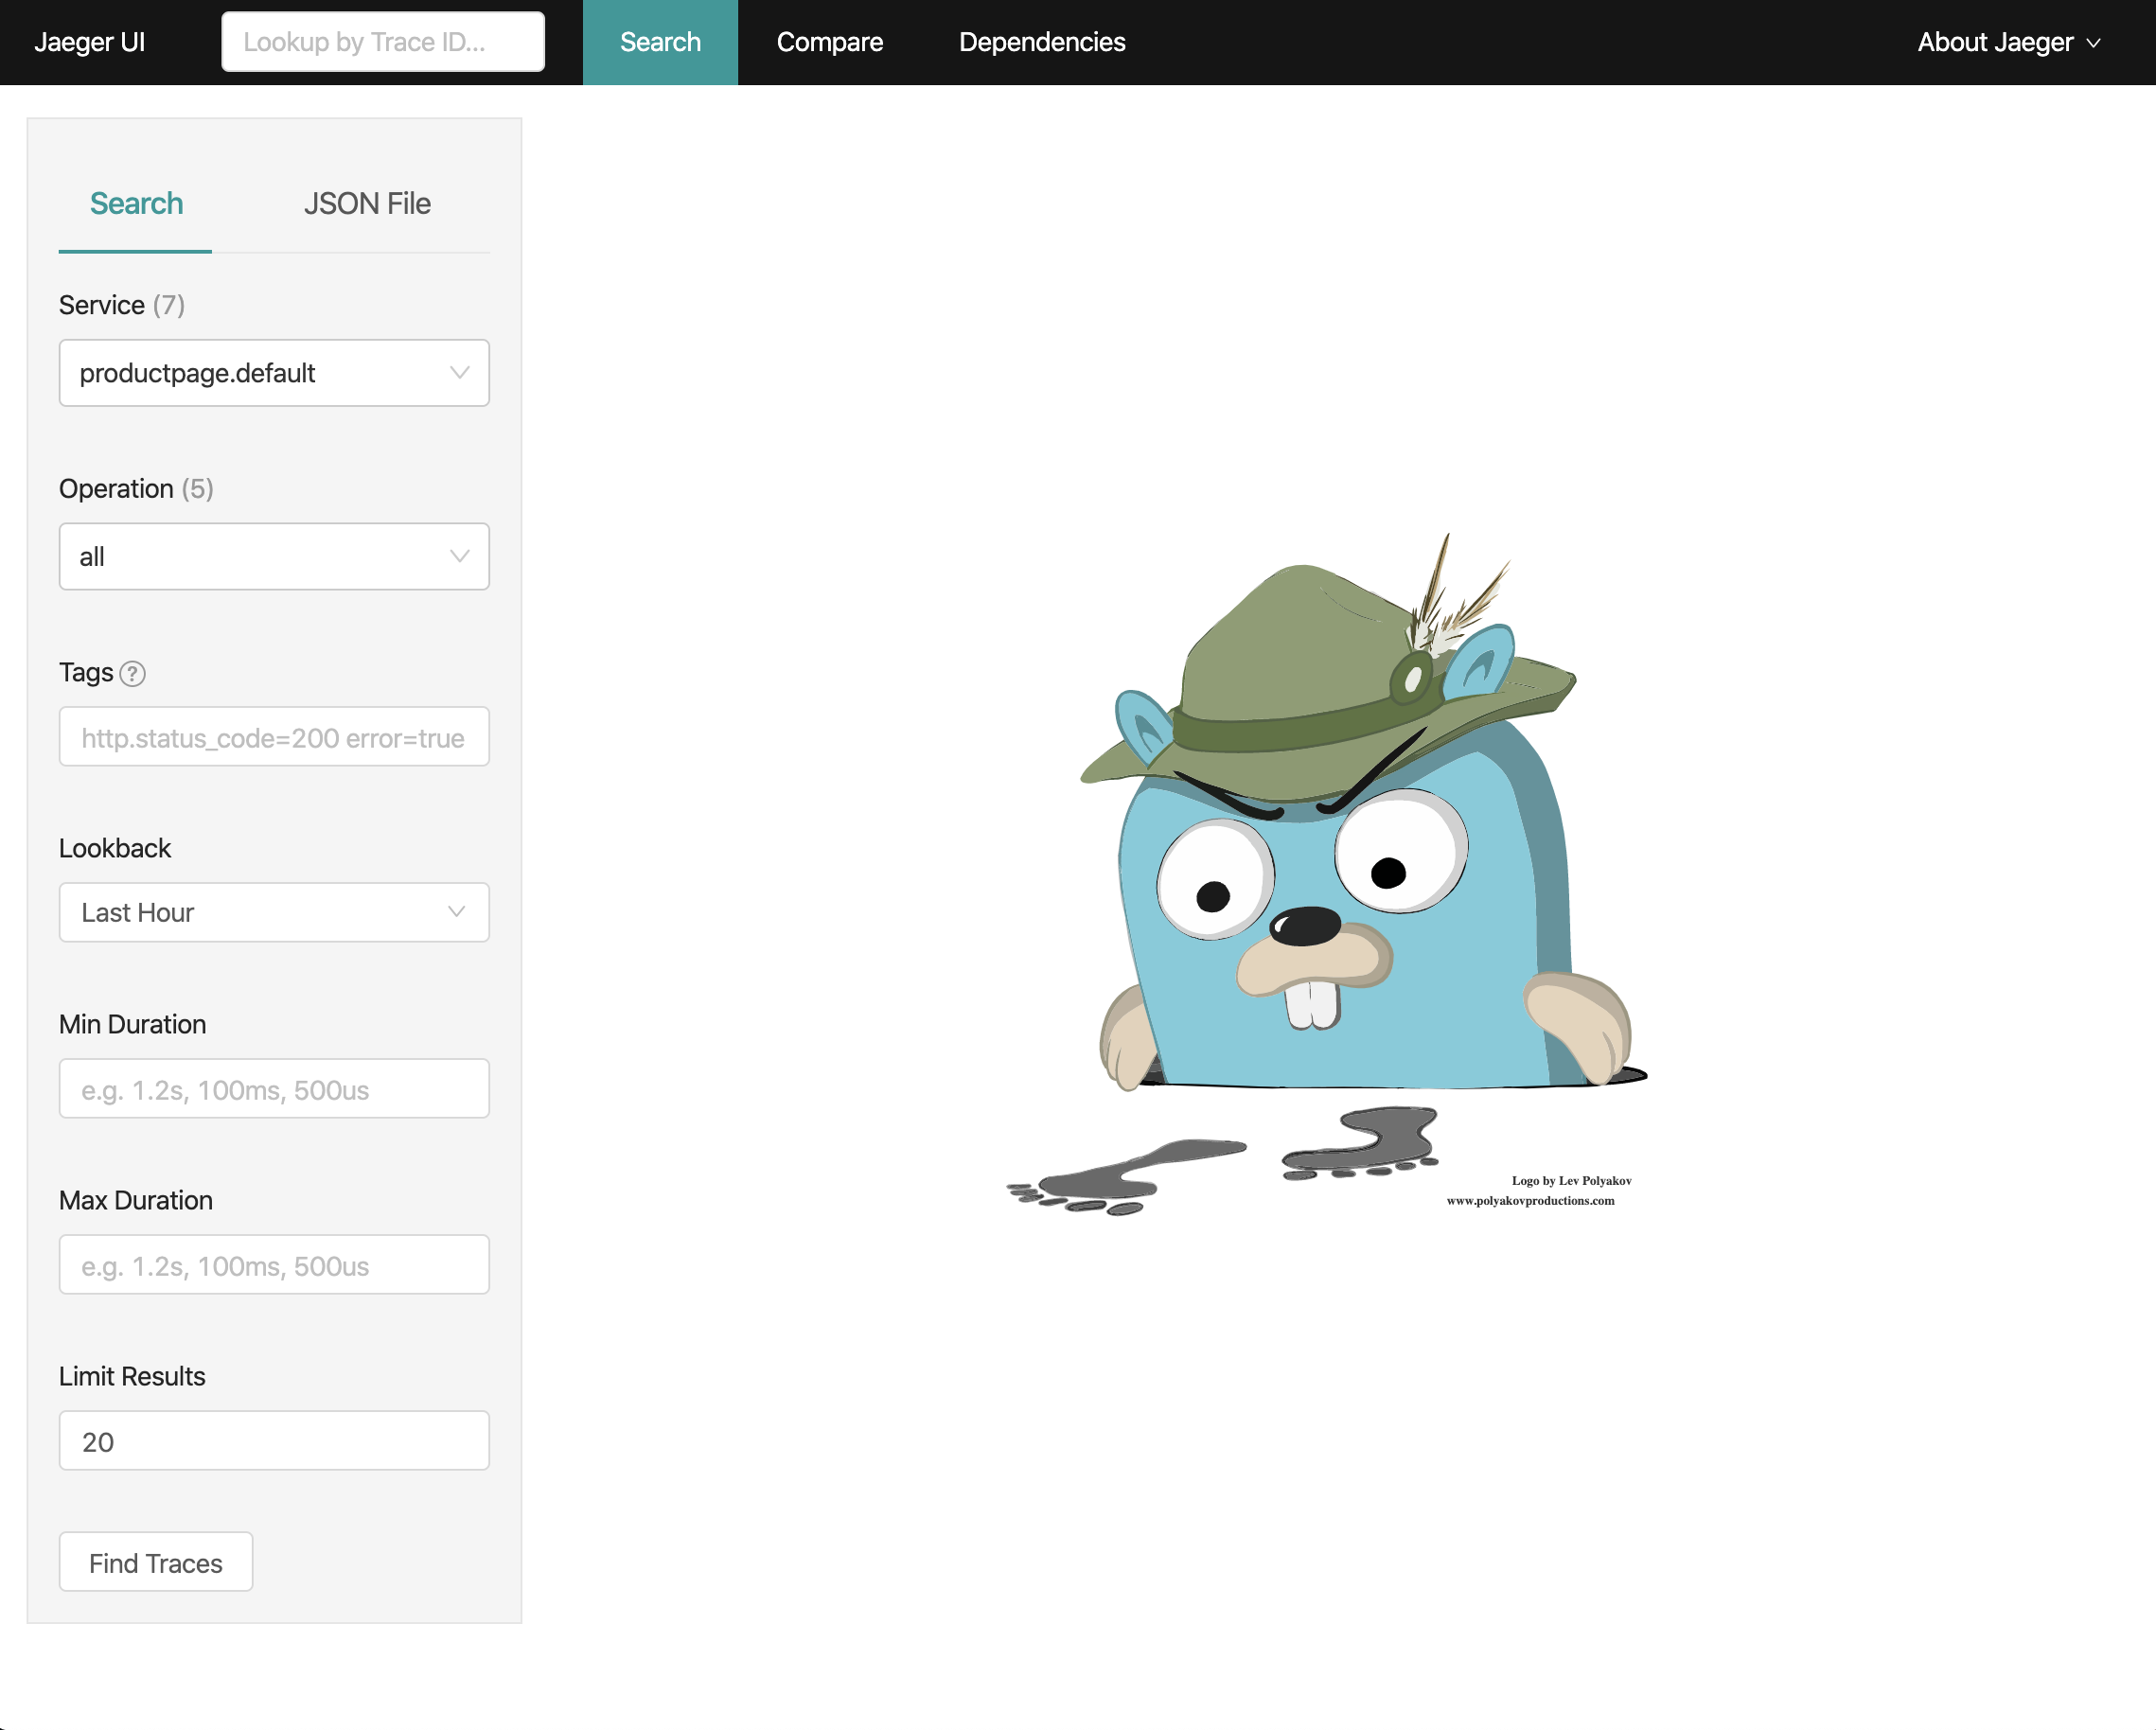 Jaeger UI
Lookup by Trace ID...
Search
Compare
Dependencies
About Jaeger
Search
JSON File
Service (7)
productpage.default
Operation (5)
all
Tags ?
http.status_code=200 error=true
Lookback
Last Hour
Min Duration
e.g. 1.2s, 100ms, 500us
Max Duration
e.g. 1.2s, 100ms, 500us
Limit Results
20
Find Traces
Logo by Lev Polyakov
www.polyakovproductions.com